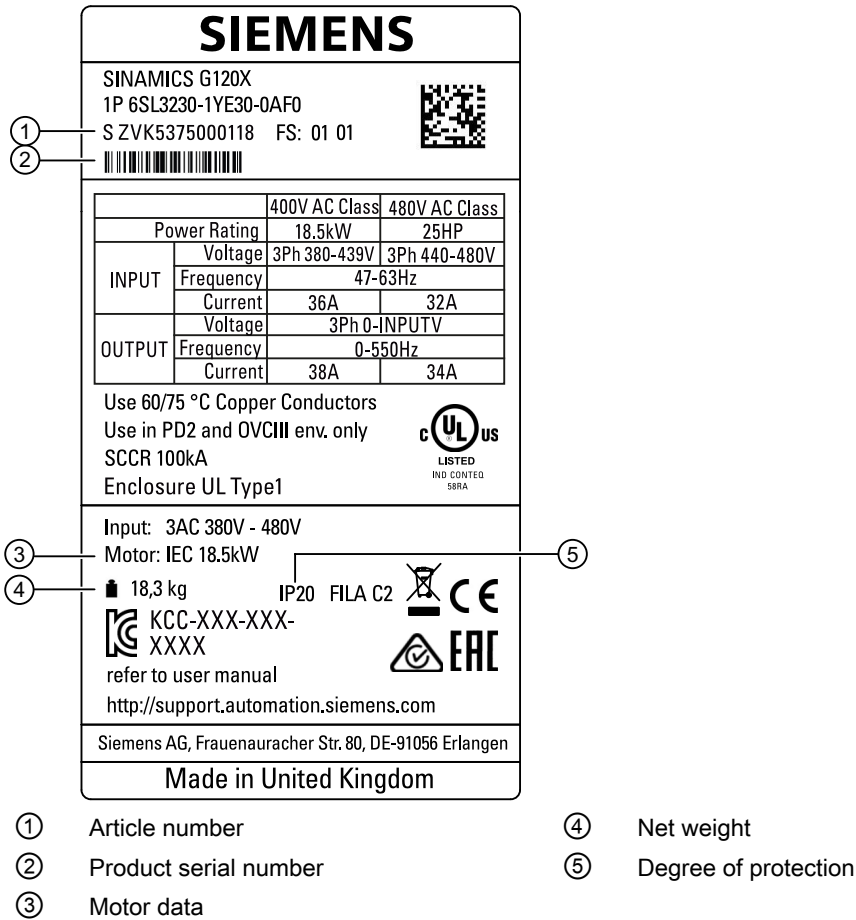 SIEMENS
SINAMICS G120X
1P 6SL3230-1YE30-0AF0
① S ZVK5375000118 FS: 01 01
②
400V AC Class 480V AC Class
Power Rating 18.5kW 25HP
INPUT Voltage 3Ph 380-439V 3Ph 440-480V
Frequency 47-63Hz
Current 36A 32A
OUTPUT Voltage 3Ph 0-INPUTV
Frequency 0-550Hz
Current 38A 34A
Use 60/75 °C Copper Conductors
Use in PD2 and OVCIII env. only
SCCR 100kA
Enclosure UL Type1
C UL ® US
LISTED
IND CONTEQ
58RA
Input: 3AC 380V - 480V
③ Motor: IEC 18.5kW ⑤
④ 18,3 kg IP20 FILA C2 CE
KCC-XXX-XXX-
XXXX
EAC
refer to user manual
http://support.automation.siemens.com
Siemens AG, Frauenauracher Str. 80, DE-91056 Erlangen
Made in United Kingdom
① Article number
② Product serial number
③ Motor data
④ Net weight
⑤ Degree of protection